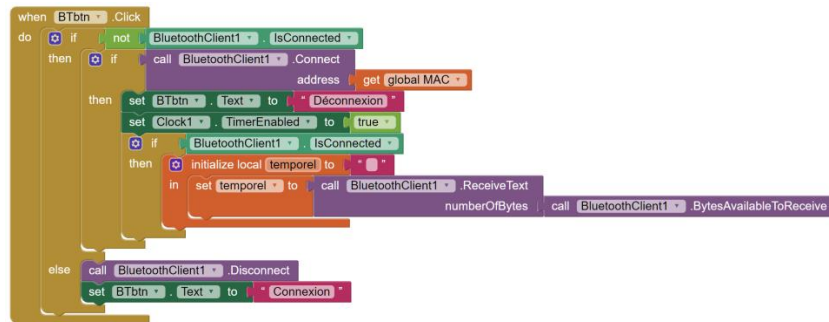 when BTbtn .Click
do if not BluetoothClient1 . IsConnected
then if call BluetoothClient1 .Connect
address get global MAC
then set BTbtn . Text to " Déconnexion "
set Clock1 . TimerEnabled to true
if BluetoothClient1 . IsConnected
then initialize local temporel to " "
in set temporel to call BluetoothClient1 .ReceiveText
numberOfBytes call BluetoothClient1 .BytesAvailableToReceive
else call BluetoothClient1 .Disconnect
set BTbtn . Text to " Connexion "